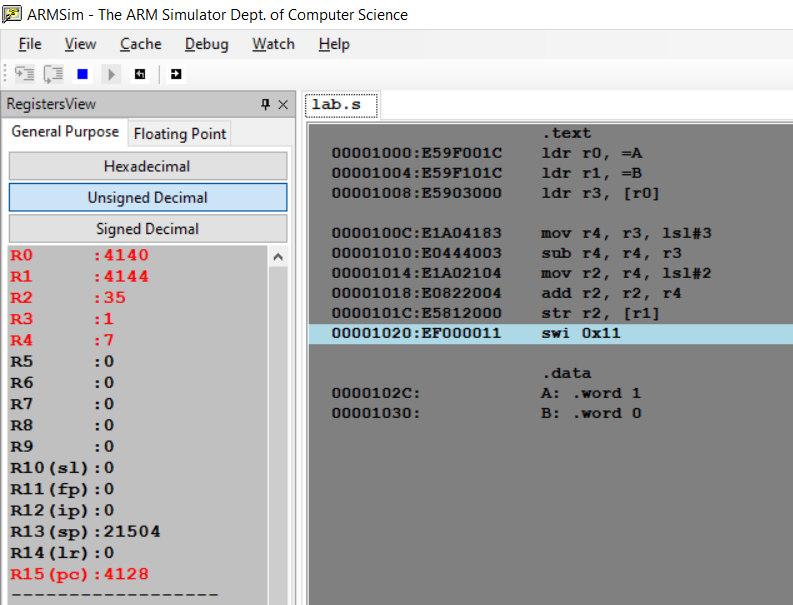 ARMSim - The ARM Simulator Dept. of Computer Science
File View Cache Debug Watch Help
RegistersView
General Purpose Floating Point
Hexadecimal
Unsigned Decimal
Signed Decimal
R0 :4140
R1 :4144
R2 :35
R3 :1
R4 :7
R5 :0
R6 :0
R7 :0
R8 :0
R9 :0
R10(sl):0
R11(fp):0
R12(ip):0
R13(sp):21504
R14(lr):0
R15(pc):4128
------------------
lab.s
.text
00001000:E59F001C ldr r0, =A
00001004:E59F101C ldr r1, =B
00001008:E5903000 ldr r3, [r0]
0000100C:E1A04183 mov r4, r3, lsl#3
00001010:E0444003 sub r4, r4, r3
00001014:E1A02104 mov r2, r4, lsl#2
00001018:E0822004 add r2, r2, r4
0000101C:E5812000 str r2, [r1]
00001020:EF000011 swi 0x11
.data
0000102C: A: .word 1
00001030: B: .word 0